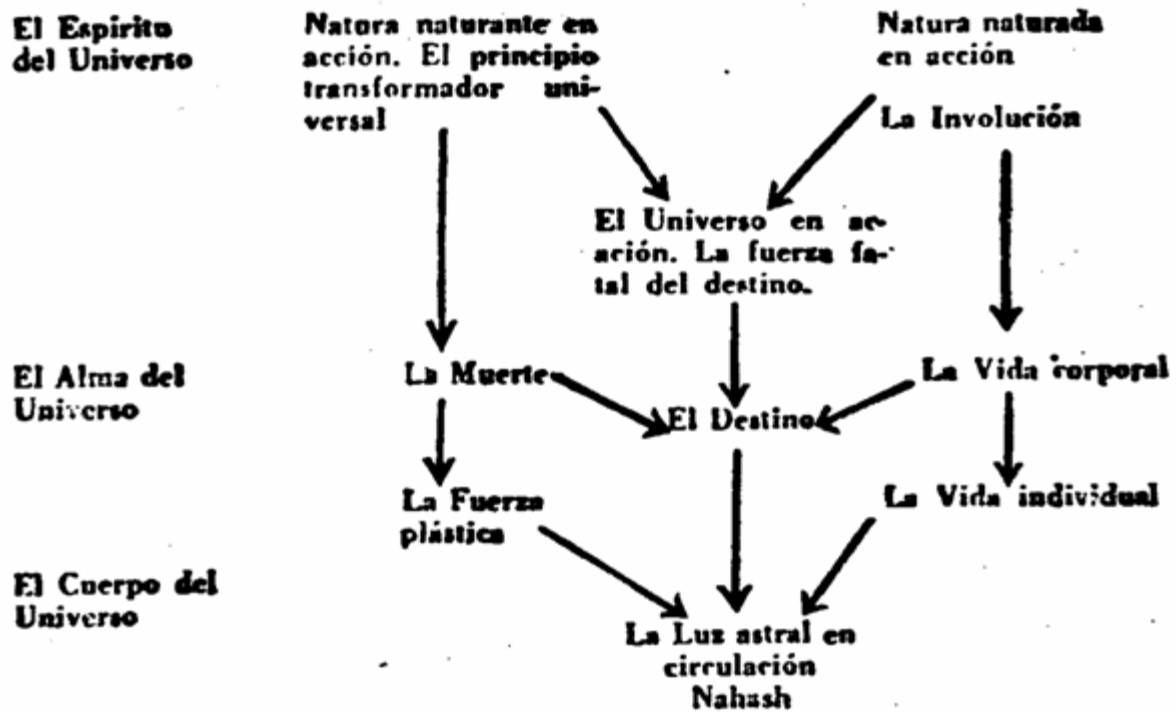 El Espíritu
del Universo
Natura naturante en
acción. El principio
transformador uni-
versal
Natura naturada
en acción
La Involución
El Universo en ac-
ación. La fuerza fa-
tal del destino.
El Alma del
Universo
La Muerte
El Destino
La Vida corporal
La Fuerza
plástica
La Vida individual
El Cuerpo del
Universo
La Luz astral en
circulación
Nahash